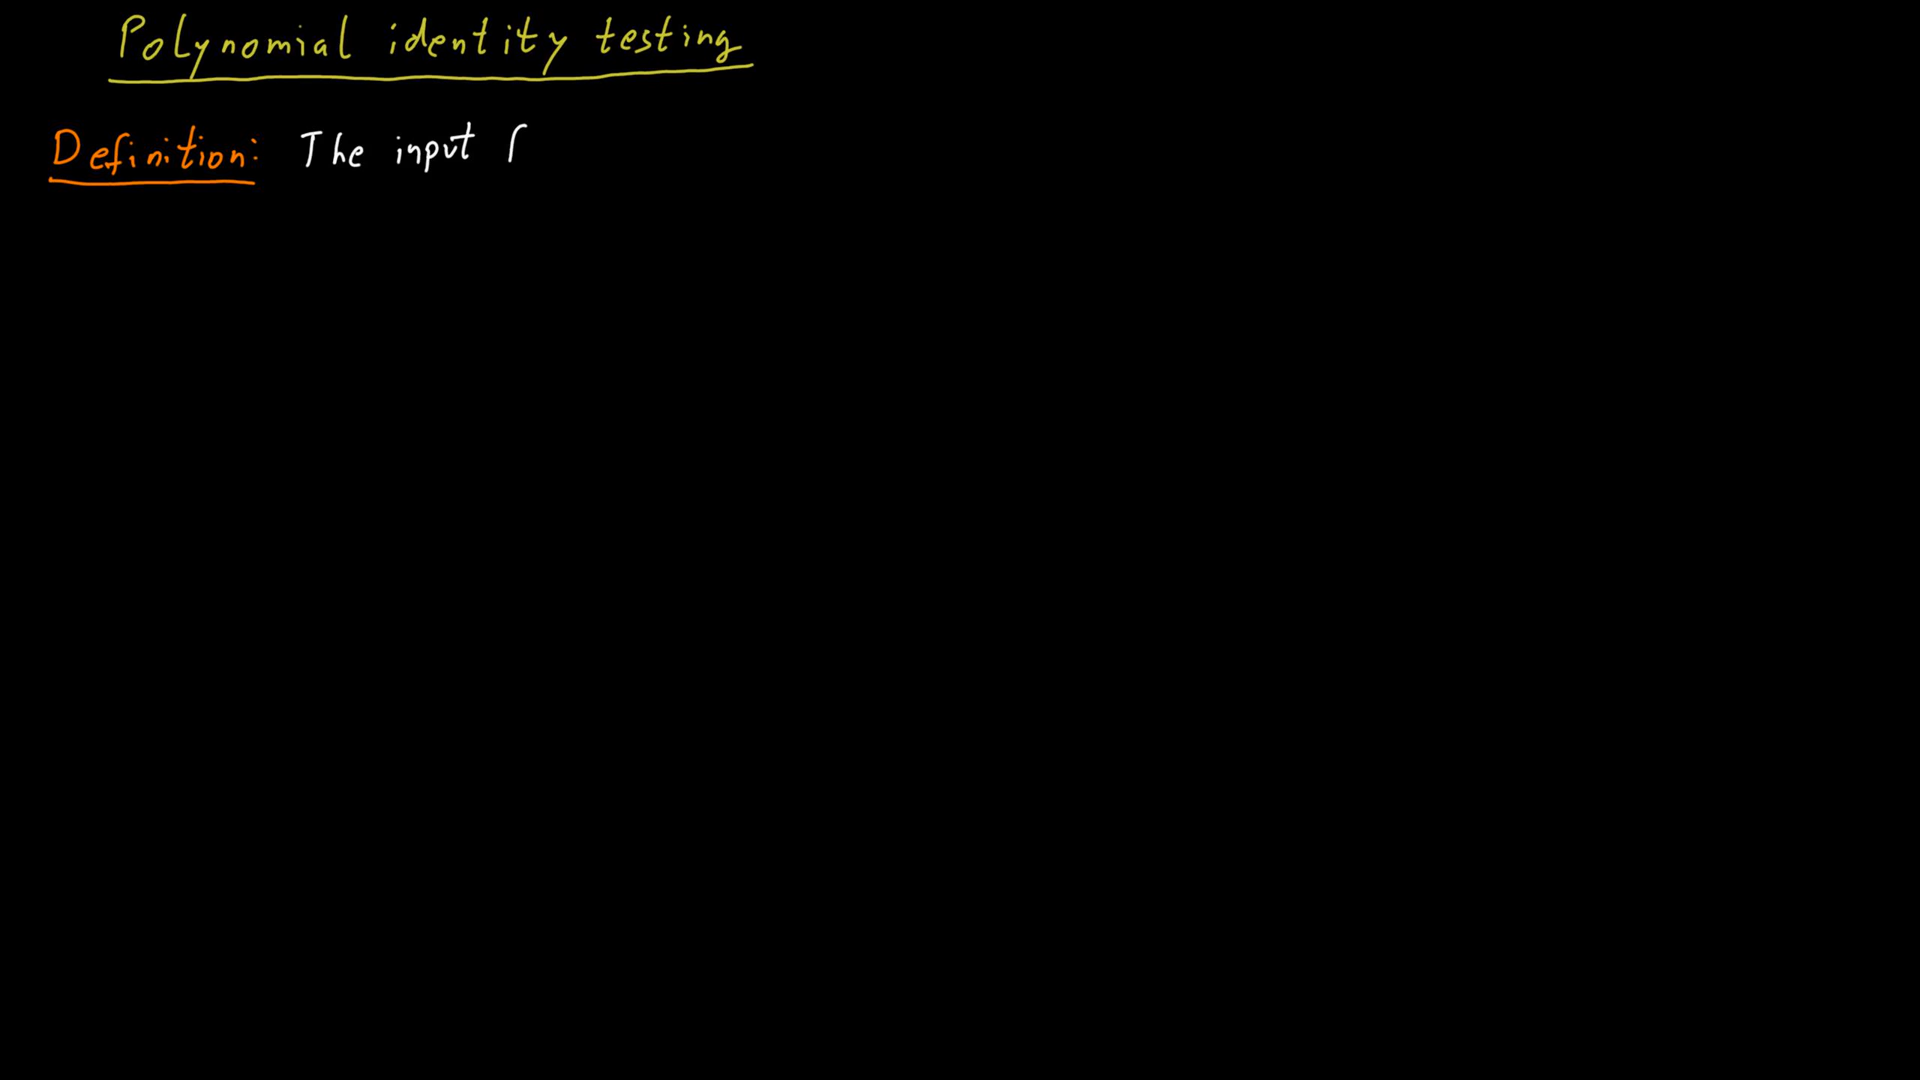 Polynomial identity testing
Definition: The input